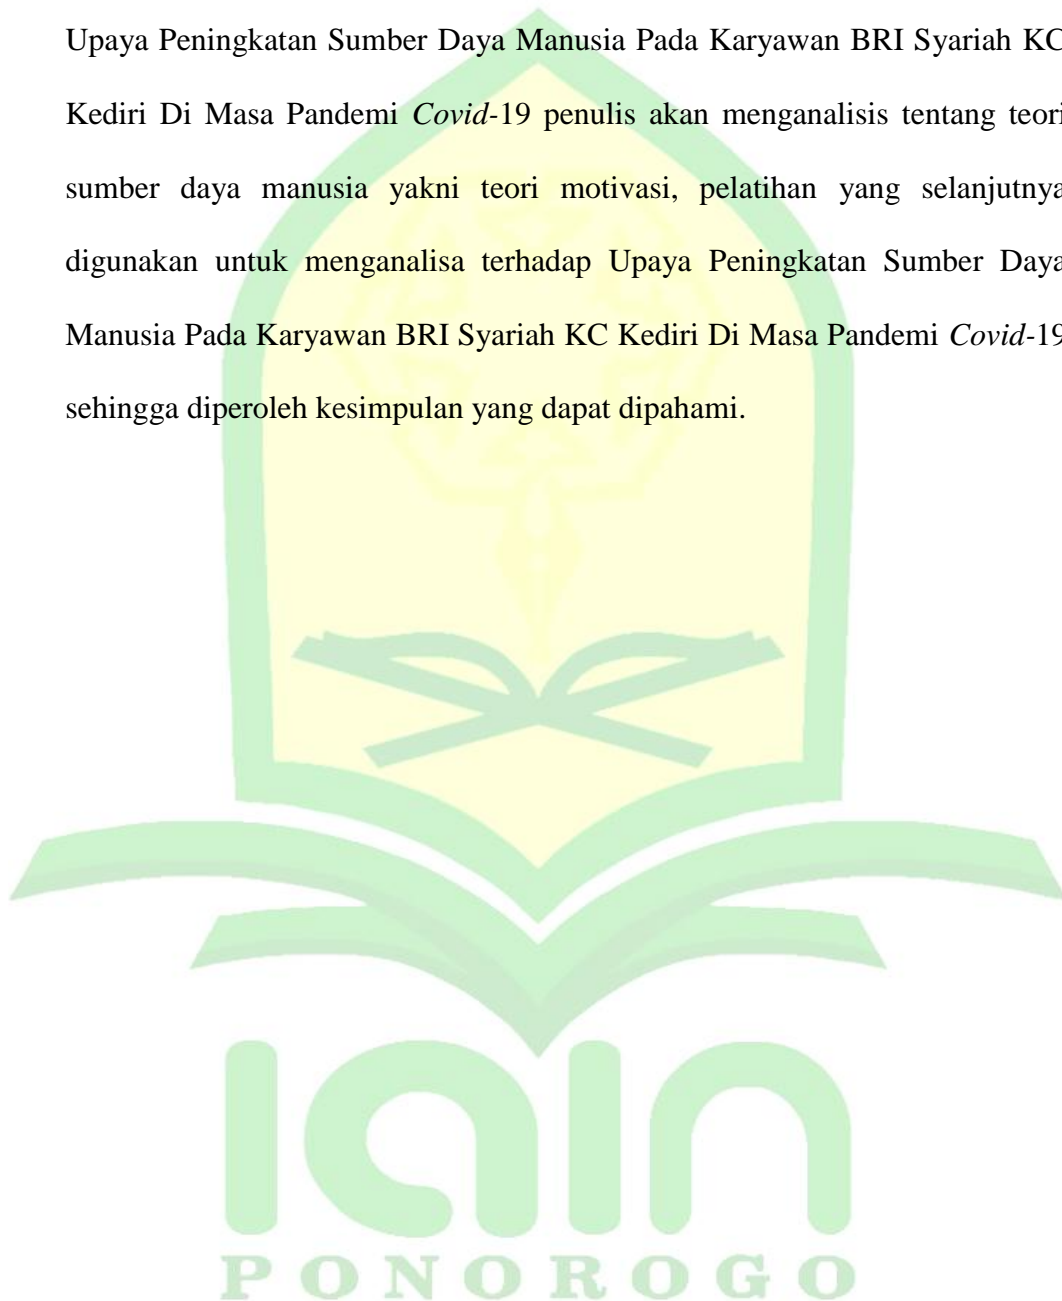 Upaya Peningkatan Sumber Daya Manusia Pada Karyawan BRI Syariah KC
Kediri Di Masa Pandemi Covid-19 penulis akan menganalisis tentang teori
sumber daya manusia yakni teori motivasi, pelatihan yang selanjutnya
digunakan untuk menganalisa terhadap Upaya Peningkatan Sumber Daya
Manusia Pada Karyawan BRI Syariah KC Kediri Di Masa Pandemi Covid-19
sehingga diperoleh kesimpulan yang dapat dipahami.
iain
PONOROGO